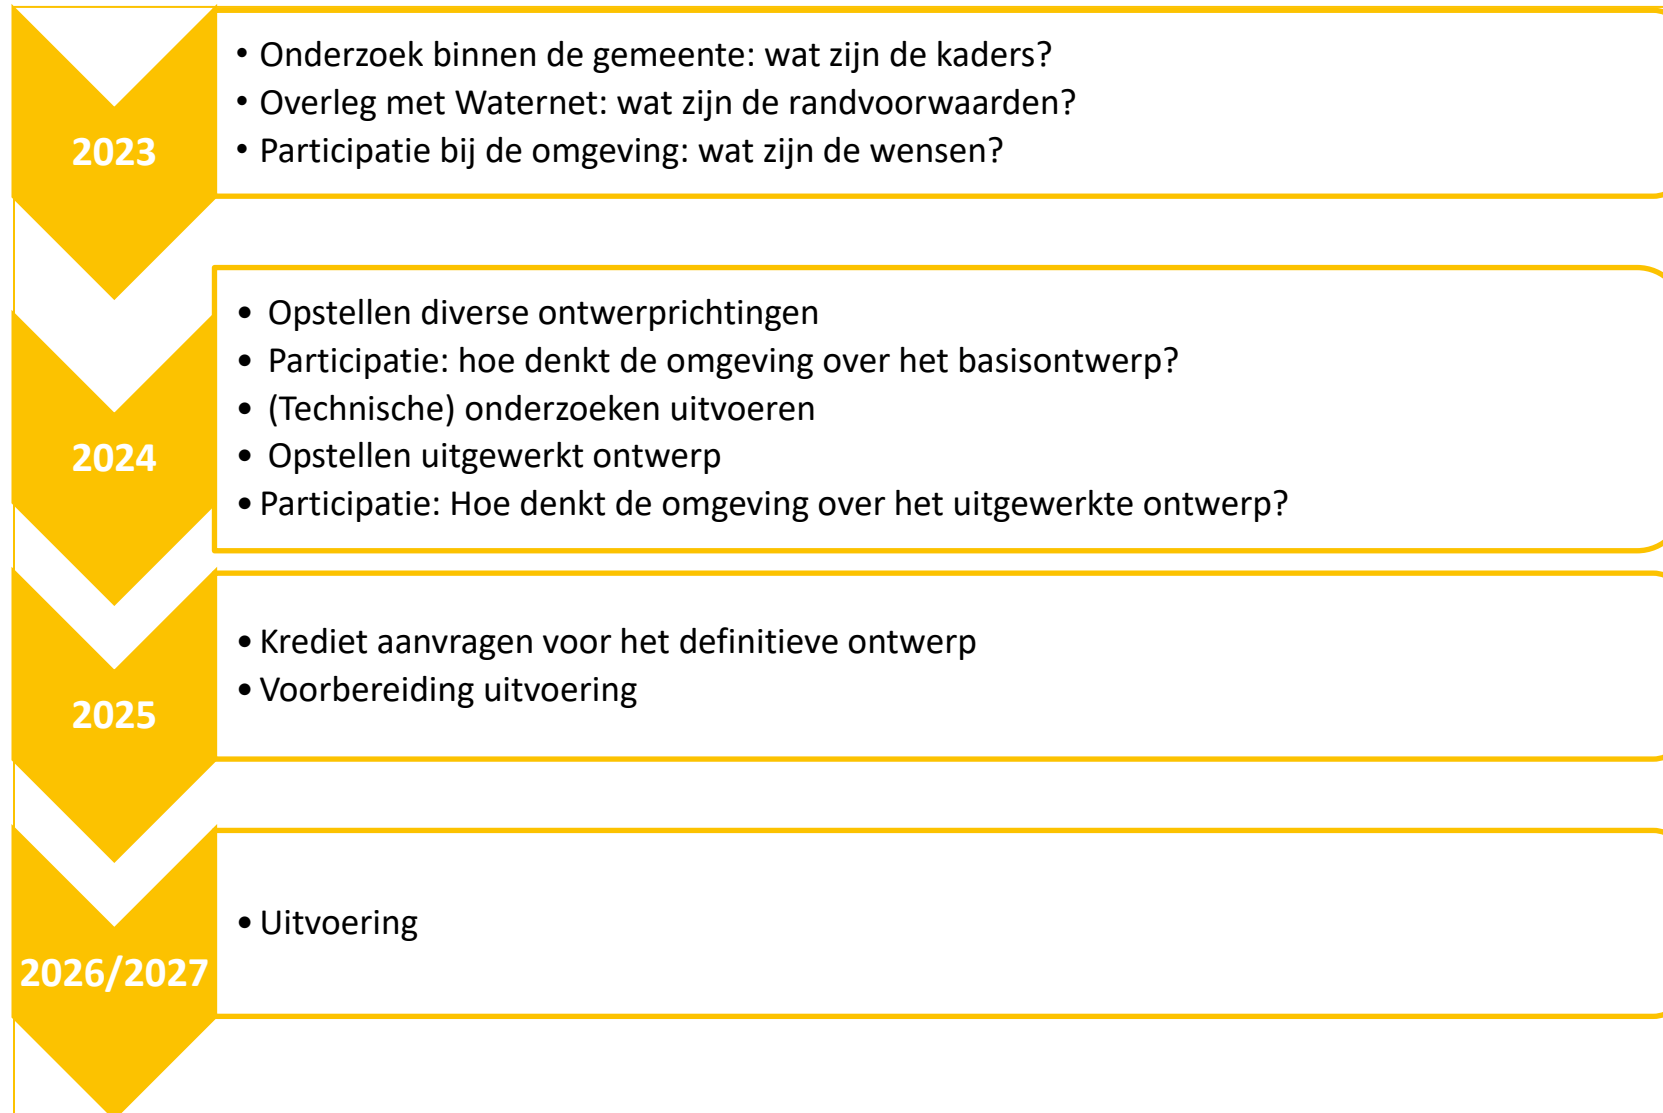 2023
• Onderzoek binnen de gemeente: wat zijn de kaders?
• Overleg met Waternet: wat zijn de randvoorwaarden?
• Participatie bij de omgeving: wat zijn de wensen?
2024
• Opstellen diverse ontwerprichtingen
• Participatie: hoe denkt de omgeving over het basisontwerp?
• (Technische) onderzoeken uitvoeren
• Opstellen uitgewerkt ontwerp
• Participatie: Hoe denkt de omgeving over het uitgewerkte ontwerp?
2025
• Krediet aanvragen voor het definitieve ontwerp
• Voorbereiding uitvoering
2026/2027
• Uitvoering